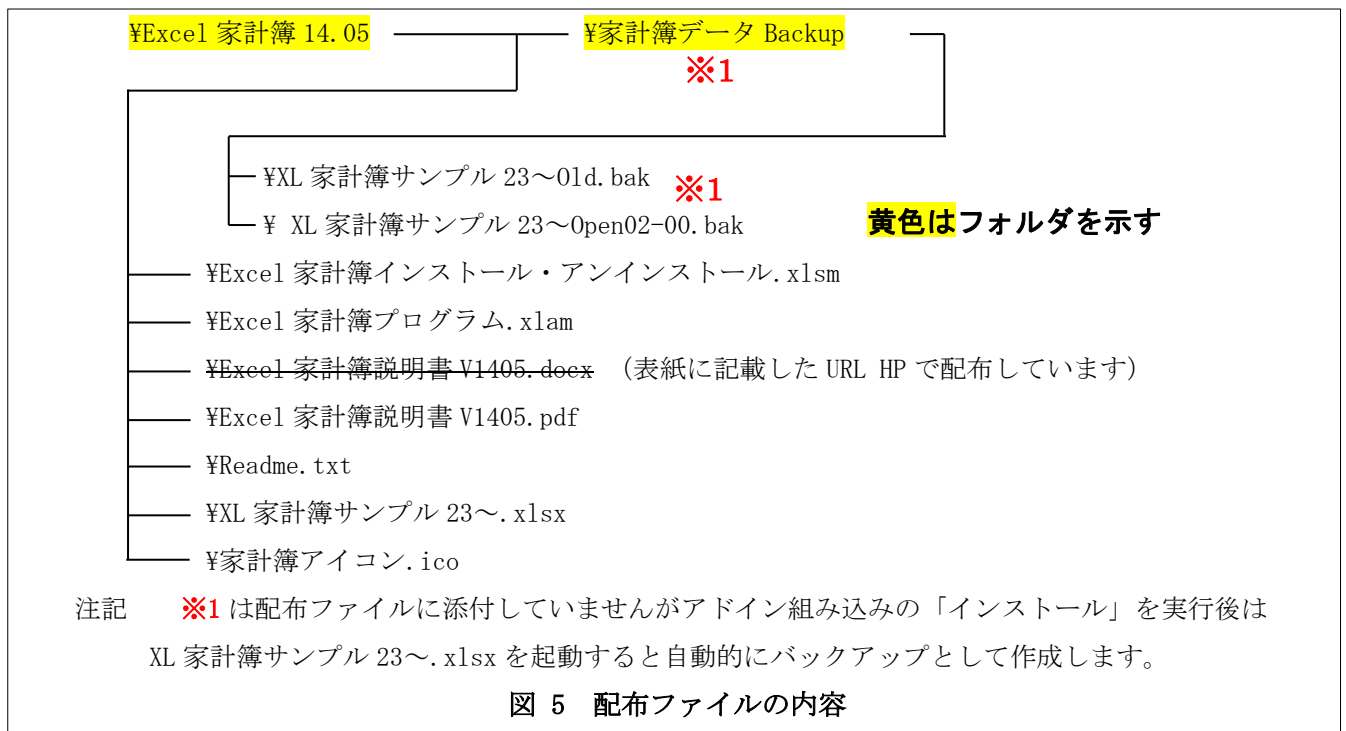 ¥Excel 家計簿 14.05 ¥家計簿データ Backup
※1
¥XL 家計簿サンプル 23～Old.bak ※1
¥ XL 家計簿サンプル 23～Open02-00.bak 黄色はフォルダを示す
¥Excel 家計簿インストール・アンインストール.xlsm
¥Excel 家計簿プログラム.xlam
¥Excel 家計簿説明書 V1405.docx （表紙に記載した URL HP で配布しています）
¥Excel 家計簿説明書 V1405.pdf
¥Readme.txt
¥XL 家計簿サンプル 23～.xlsx
¥家計簿アイコン.ico
注記 ※1 は配布ファイルに添付していませんがアドイン組み込みの「インストール」を実行後は
XL 家計簿サンプル 23～.xlsx を起動すると自動的にバックアップとして作成します。
図 5 配布ファイルの内容